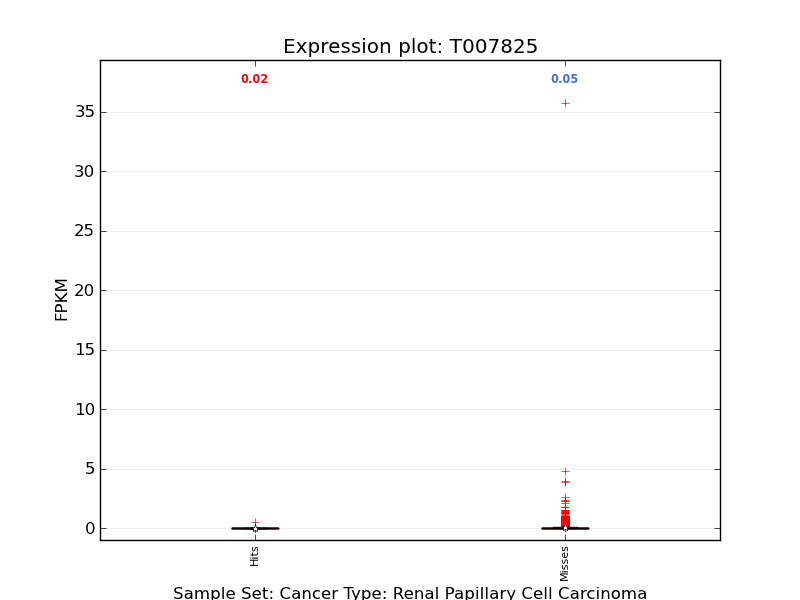 Expression plot: T007825
0.02
0.05
35
30
25
20
15
10
5
0
FPKM
Hits
Misses
Sample Set: Cancer Type: Renal Papillary Cell Carcinoma